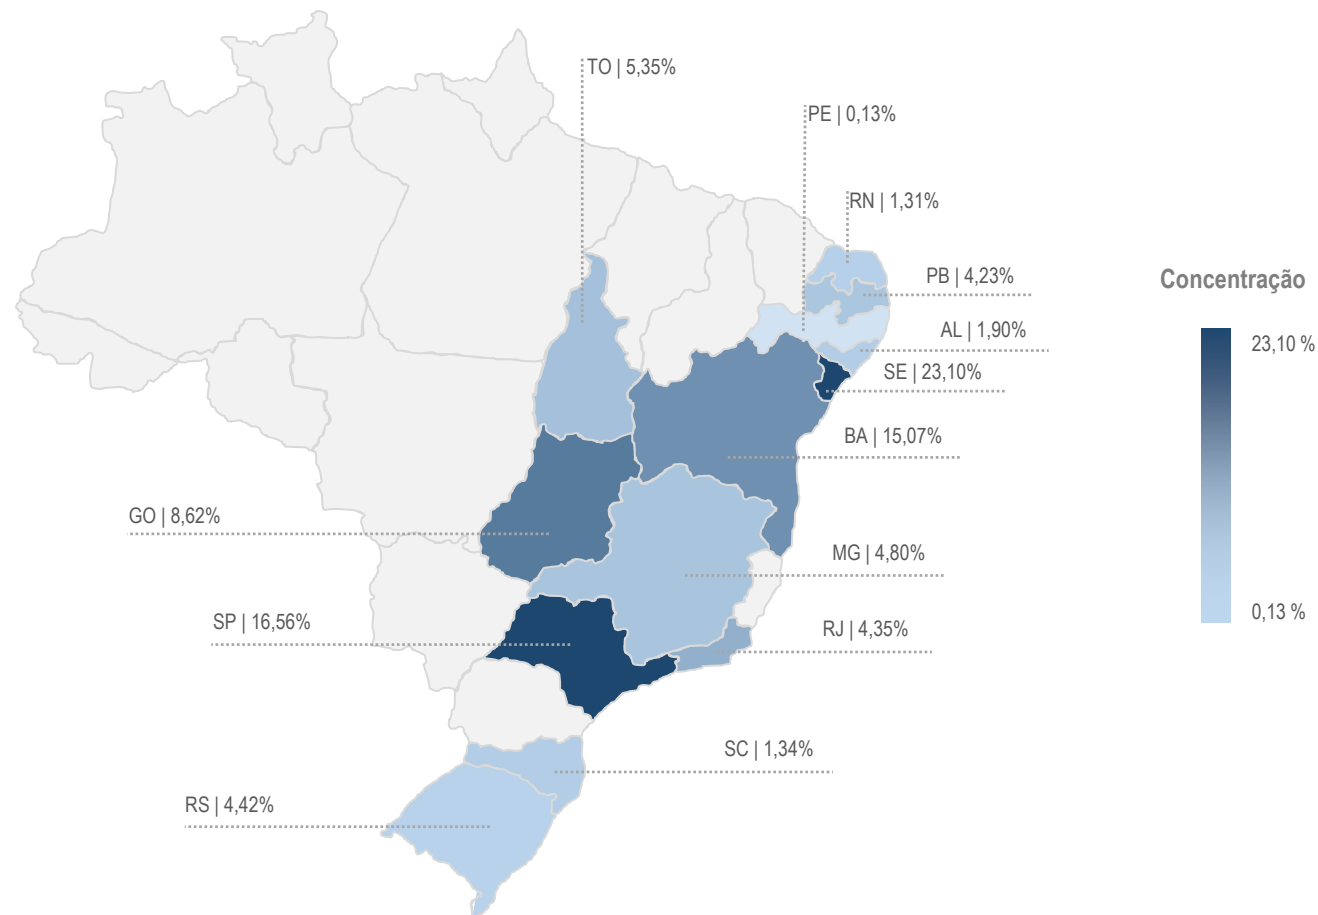 TO | 5,35%
PE | 0,13%
RN | 1,31%
PB | 4,23%
Concentração
AL | 1,90%
23,10 %
SE | 23,10%
BA | 15,07%
GO | 8,62%
MG | 4,80%
0,13 %
SP | 16,56%
RJ | 4,35%
SC | 1,34%
RS | 4,42%